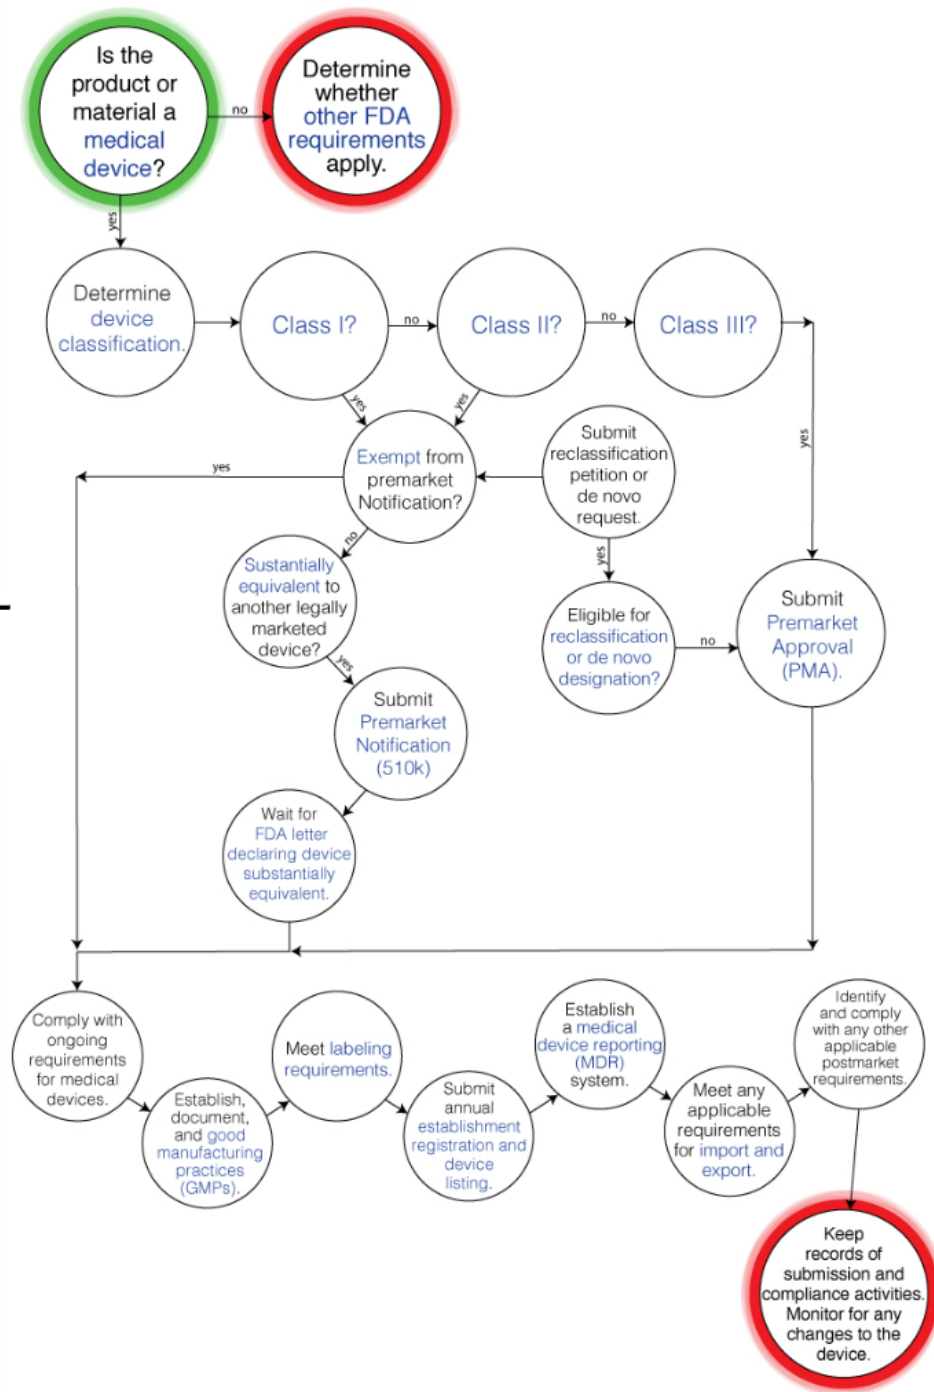 Is the
product or
material a
medical
device?
no
Determine
whether
other FDA
requirements
apply.
yes
Determine
device
classification.
Class I?
no
Class II?
no
Class III?
yes
yes
yes
Exempt from
premarket
Notification?
Submit
reclassification
petition or
de novo
request.
yes
no
yes
Sustantially
equivalent to
another legally
marketed
device?
Eligible for
reclassification
or de novo
designation?
no
Submit
Premarket
Approval
(PMA).
yes
Submit
Premarket
Notification
(510k)
Wait for
FDA letter
declaring device
substantially
equivalent.
Comply with
ongoing
requirements
for medical
devices.
Establish,
document,
and good
manufacturing
practices
(GMPs).
Meet labeling
requirements.
Submit
annual
establishment
registration and
device
listing.
Establish
a medical
device reporting
(MDR)
system.
Meet any
applicable
requirements
for import and
export.
Identify
and comply
with any other
applicable
postmarket
requirements.
Keep
records of
submission and
compliance activities.
Monitor for any
changes to the
device.